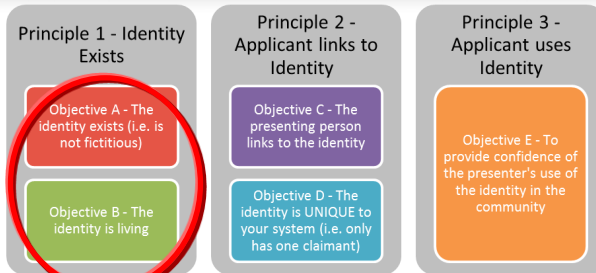 Principle 1 - Identity
Exists
Objective A - The
identity exists (i.e. is
not fictitious)
Objective B - The
identity is living
Principle 2 -
Applicant links to
Identity
Objective C - The
presenting person
links to the identity
Objective D - The
identity is UNIQUE to
your system (i.e. only
has one claimant)
Principle 3 -
Applicant uses
Identity
Objective E - To
provide confidence of
the presenter's use of
the identity in the
community